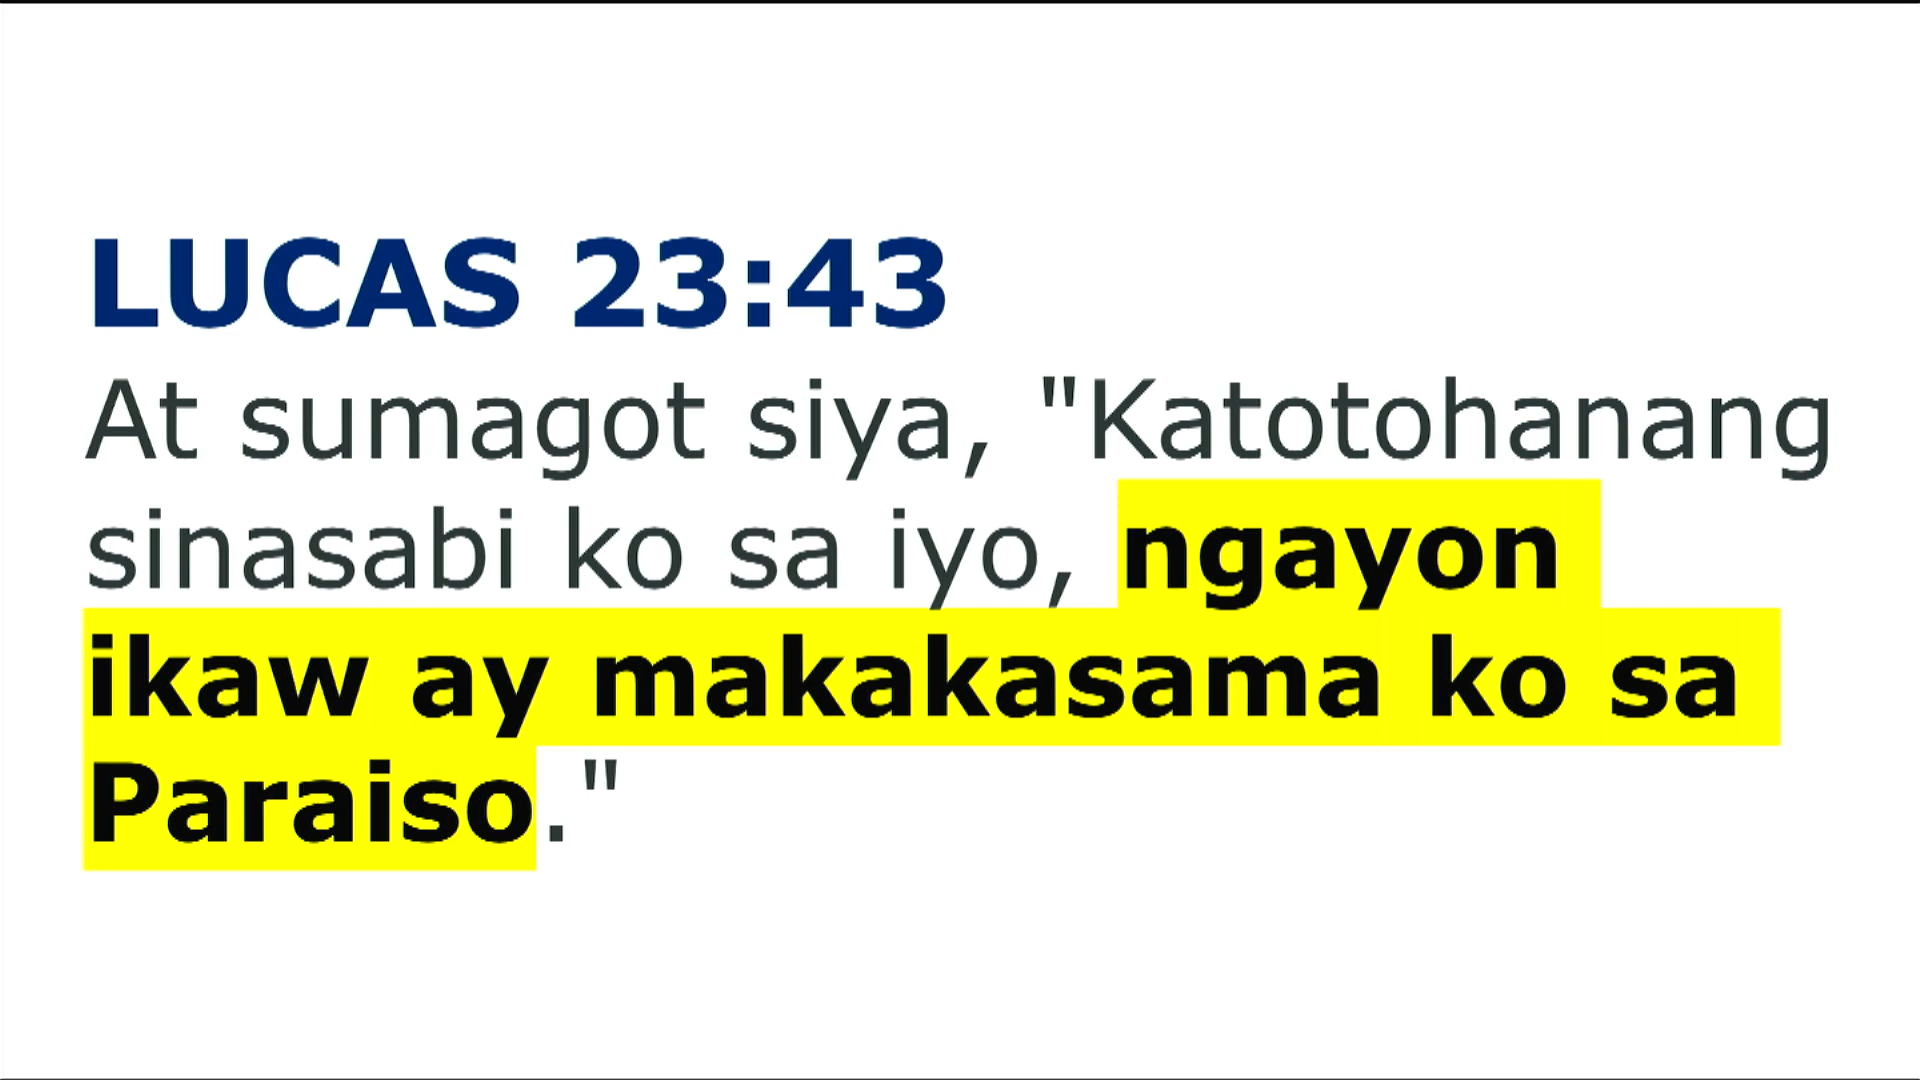 LUCAS 23:43
At sumagot siya, "Katotohanang
sinasabi ko sa iyo, ngayon
ikaw ay makakasama ko sa
Paraiso."